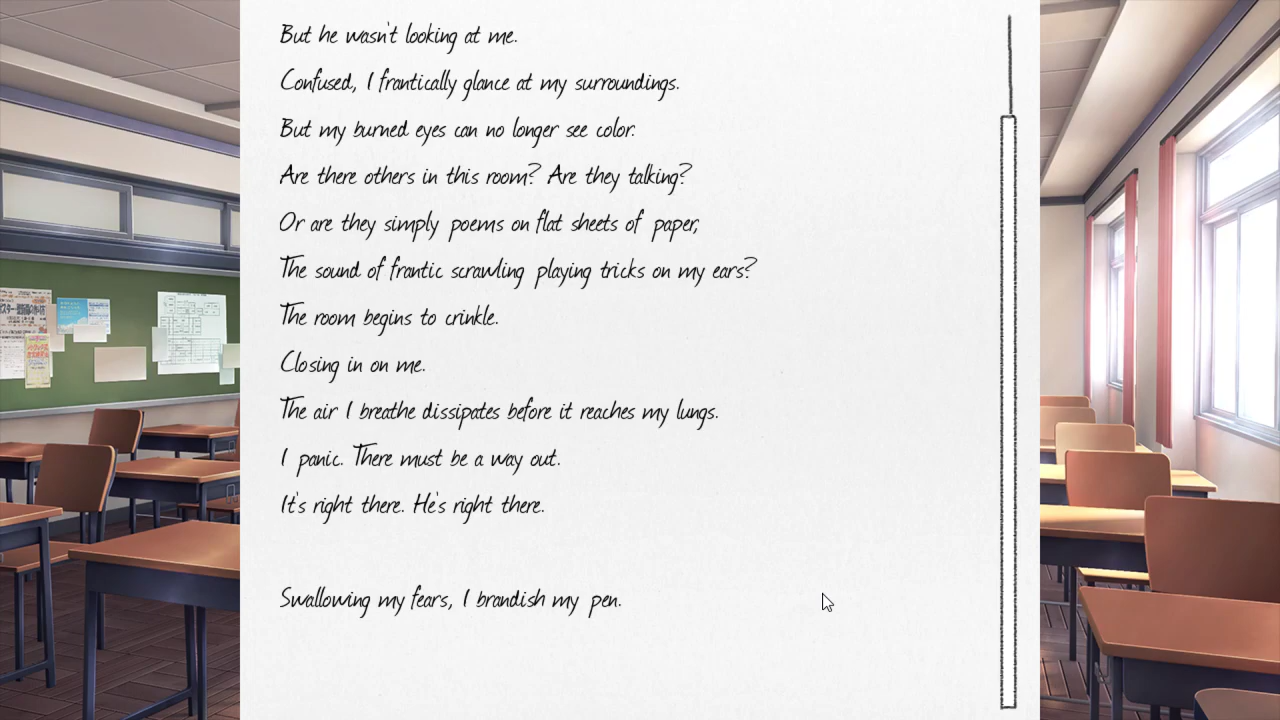 But he wasn't looking at me.
Confused, I frantically glance at my surroundings.
But my burned eyes can no longer see color.
Are there others in this room? Are they talking?
Or are they simply poems on flat sheets of paper,
The sound of frantic scrawling playing tricks on my ears?
The room begins to crinkle.
Closing in on me.
The air I breathe dissipates before it reaches my lungs.
I panic. There must be a way out.
It's right there. He's right there.
Swallowing my fears, I brandish my pen.